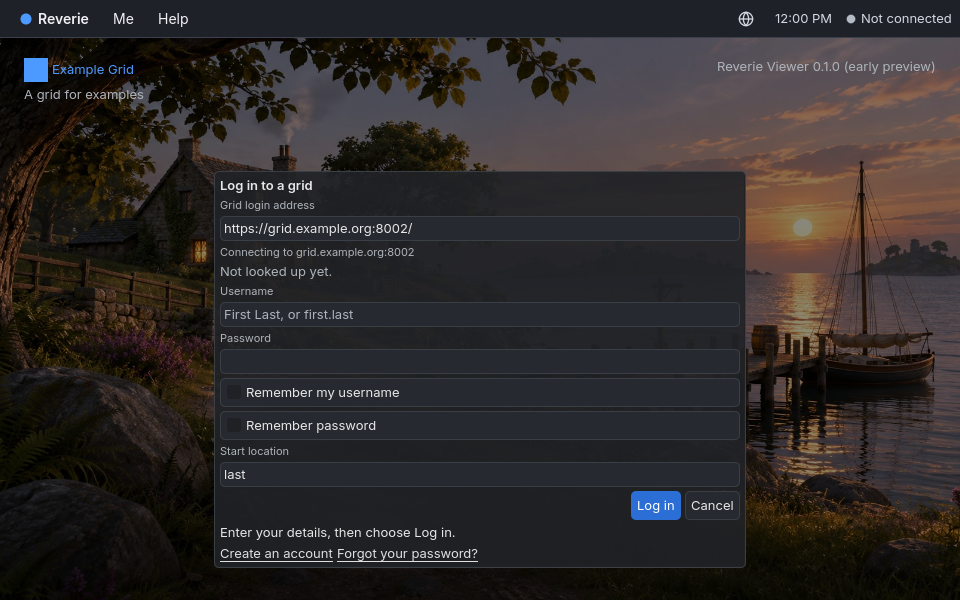 Reverie Me Help 12:00 PM Not connected
Example Grid
A grid for examples
Reverie Viewer 0.1.0 (early preview)
Log in to a grid
Grid login address
https://grid.example.org:8002/
Connecting to grid.example.org:8002
Not looked up yet.
Username
First Last, or first.last
Password
Remember my username
Remember password
Start location
last
Log in Cancel
Enter your details, then choose Log in.
Create an account Forgot your password?